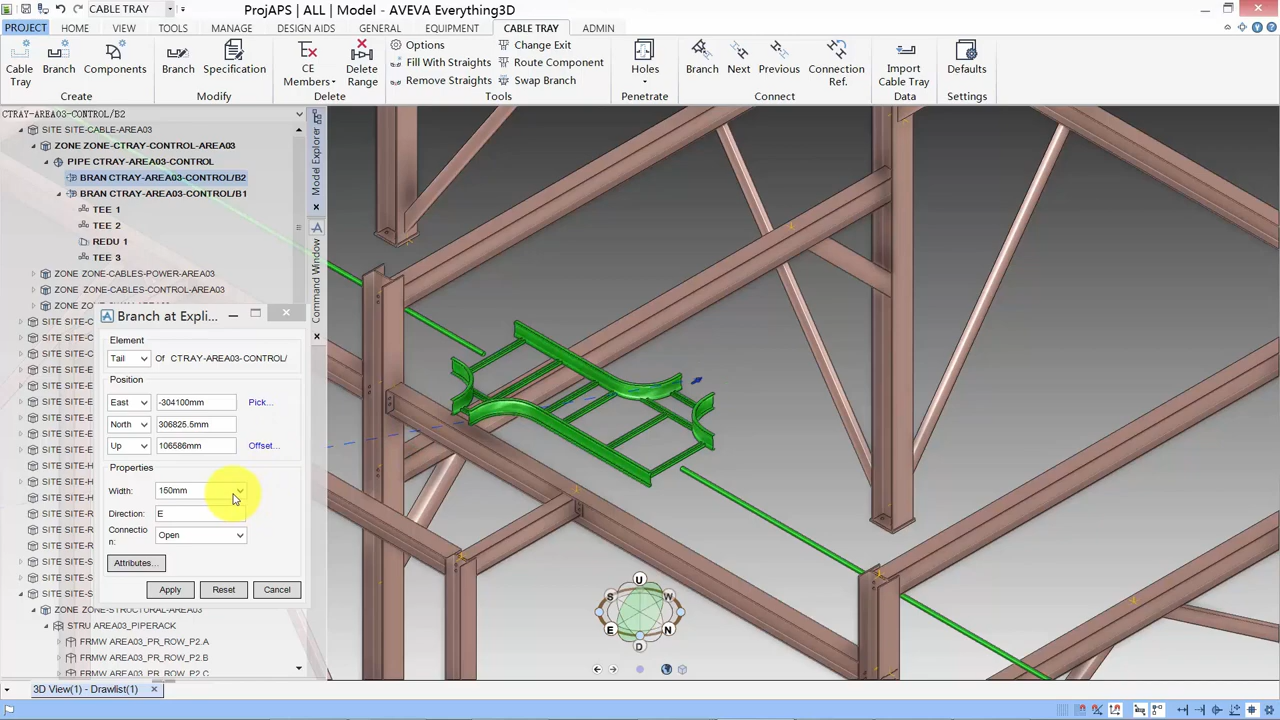 CABLE TRAY
ProjAPS | ALL | Model - AVEVA Everything3D
PROJECT HOME VIEW TOOLS MANAGE DESIGN AIDS GENERAL EQUIPMENT CABLE TRAY ADMIN
Cable Tray
Branch
Components
Create
Branch
Specification
Modify
CE Members
Delete Range
Delete
Options
Fill With Straights
Remove Straights
Change Exit
Route Component
Swap Branch
Tools
Holes
Penetrate
Branch
Next
Previous
Connection Ref.
Connect
Import Cable Tray
Data
Defaults
Settings
CTRAY-AREA03-CONTROL/B2
SITE SITE-CABLE-AREA03
ZONE ZONE-CTRAY-CONTROL-AREA03
PIPE CTRAY-AREA03-CONTROL
BRAN CTRAY-AREA03-CONTROL/B2
BRAN CTRAY-AREA03-CONTROL/B1
TEE 1
TEE 2
REDU 1
TEE 3
ZONE ZONE-CABLES-POWER-AREA03
ZONE ZONE-CABLES-CONTROL-AREA03
Model Explorer
Command Window
Branch at Expli...
Element
Tail Of CTRAY-AREA03-CONTROL/
Position
East -304100mm Pick...
North 306825.5mm
Up 106586mm Offset...
Properties
Width: 150mm
Direction: E
Connectio
n: Open
Attributes...
Apply Reset Cancel
ZONE ZONE-STRUCTURAL-AREA03
STRU AREA03_PIPERACK
FRMW AREA03_PR_ROW_P2.A
FRMW AREA03_PR_ROW_P2.B
FRMW AREA03_PR_ROW_P2.C
U
S W
E N
D
3D View(1) - Drawlist(1)